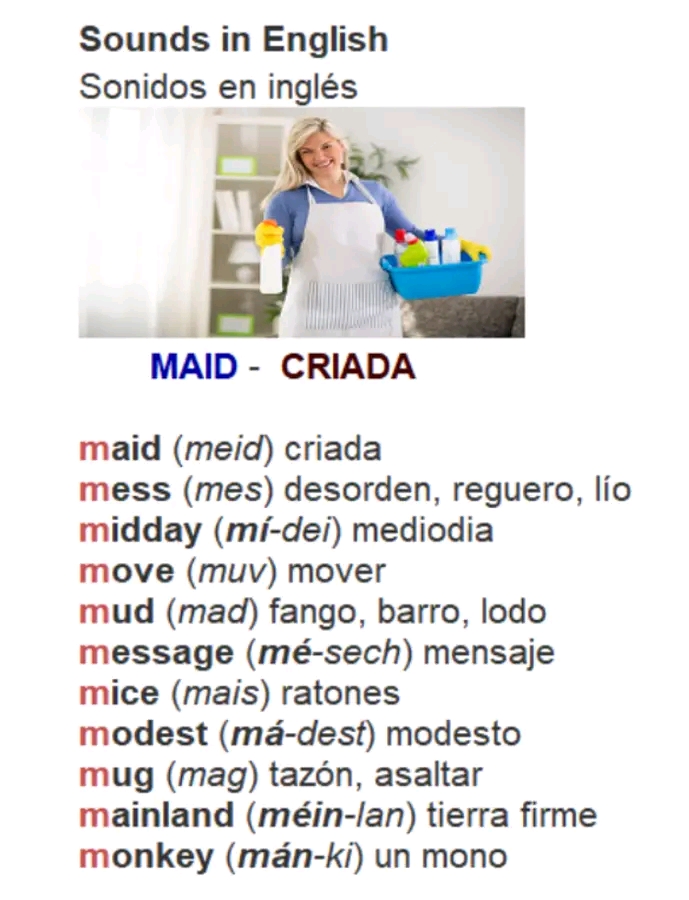 Sounds in English
Sonidos en inglés
MAID - CRIADA
maid (meid) criada
mess (mes) desorden, reguero, lío
midday (mí-dei) mediodia
move (muv) mover
mud (mad) fango, barro, lodo
message (mé-sech) mensaje
mice (mais) ratones
modest (má-dest) modesto
mug (mag) tazón, asaltar
mainland (méin-lan) tierra firme
monkey (mán-ki) un mono